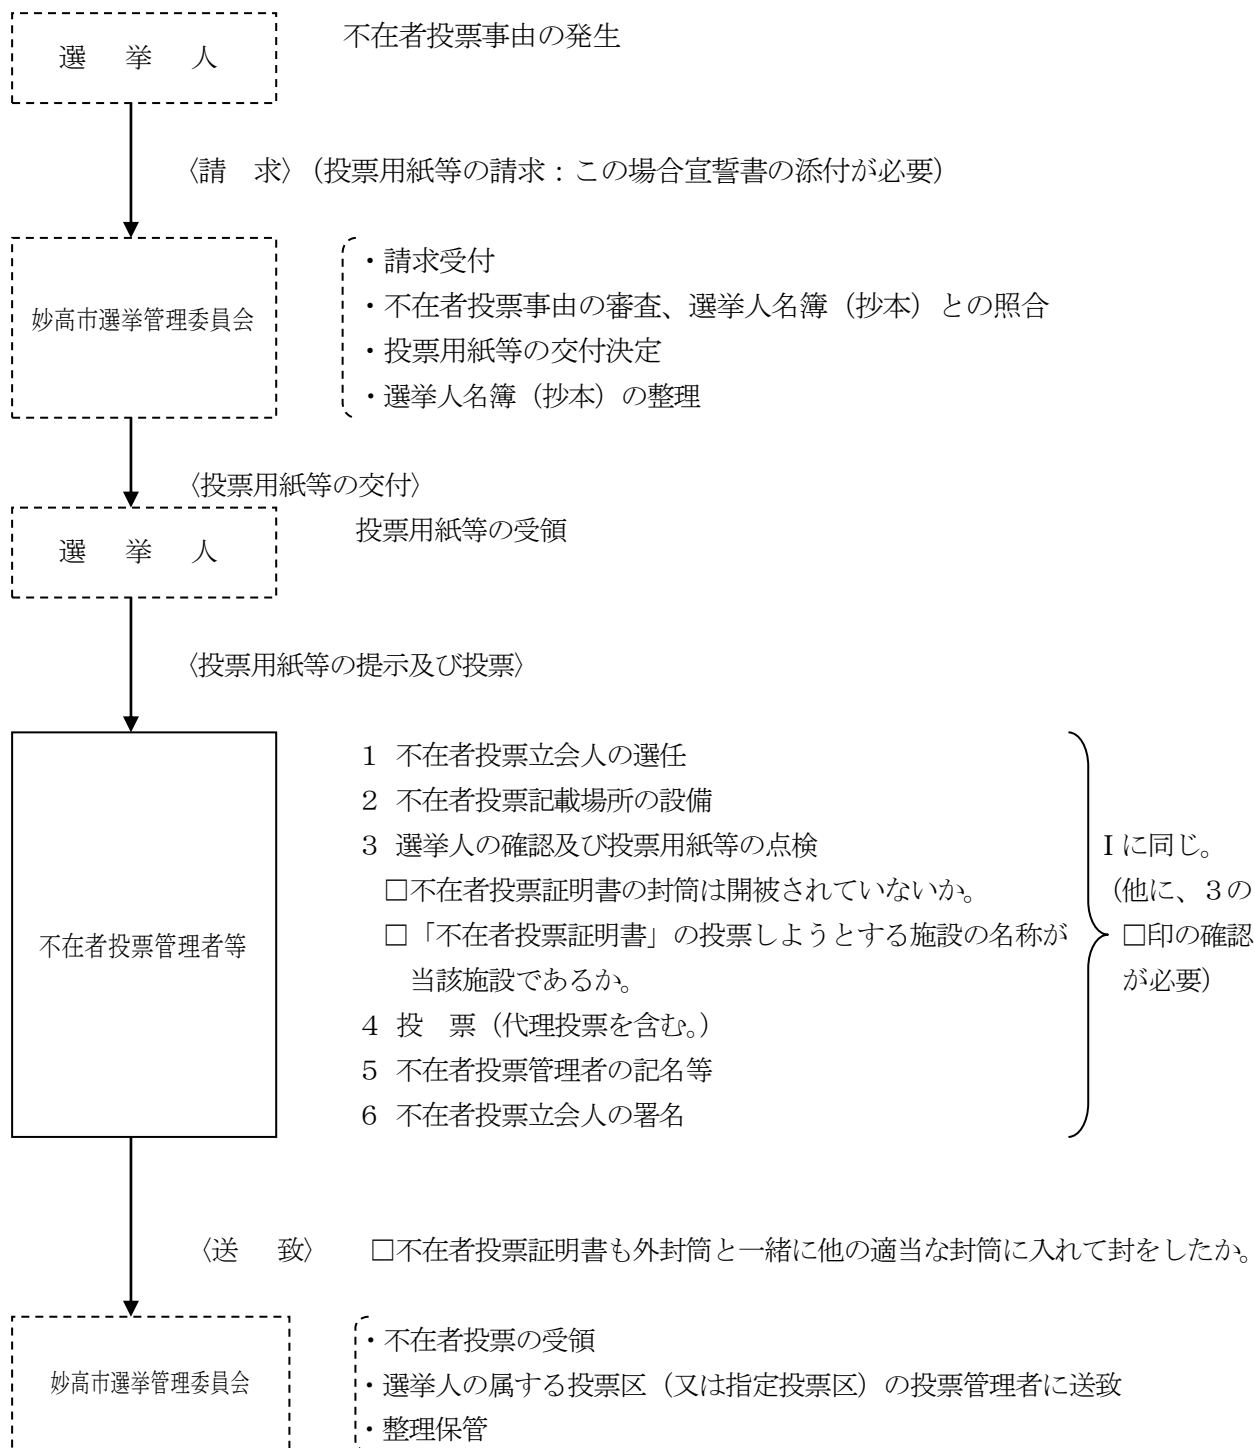 不在者投票事由の発生
選　挙　人
〈請　求〉（投票用紙等の請求：この場合宣誓書の添付が必要）
妙高市選挙管理委員会
・請求受付
・不在者投票事由の審査、選挙人名簿（抄本）との照合
・投票用紙等の交付決定
・選挙人名簿（抄本）の整理
〈投票用紙等の交付〉
選　挙　人
投票用紙等の受領
〈投票用紙等の提示及び投票〉
不在者投票管理者等
１ 不在者投票立会人の選任
２ 不在者投票記載場所の設備
３ 選挙人の確認及び投票用紙等の点検
□不在者投票証明書の封筒は開被されていないか。
□「不在者投票証明書」の投票しようとする施設の名称が
当該施設であるか。
４ 投　票（代理投票を含む。）
５ 不在者投票管理者の記名等
６ 不在者投票立会人の署名
Ⅰに同じ。
（他に、３の
□印の確認
が必要）
〈送　致〉　□不在者投票証明書も外封筒と一緒に他の適当な封筒に入れて封をしたか。
妙高市選挙管理委員会
・不在者投票の受領
・選挙人の属する投票区（又は指定投票区）の投票管理者に送致
・整理保管